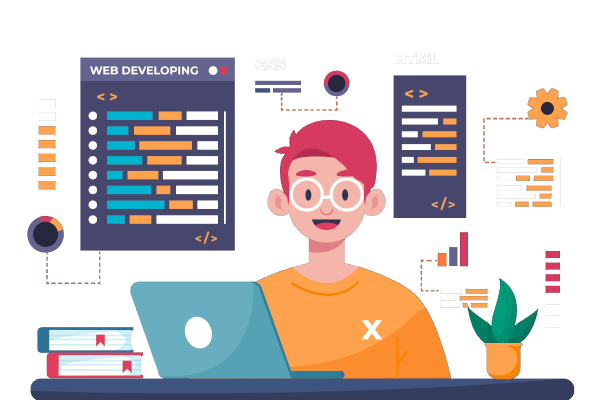 WEB DEVELOPING
CSS
HTML
< >
< >
</>
</>
X